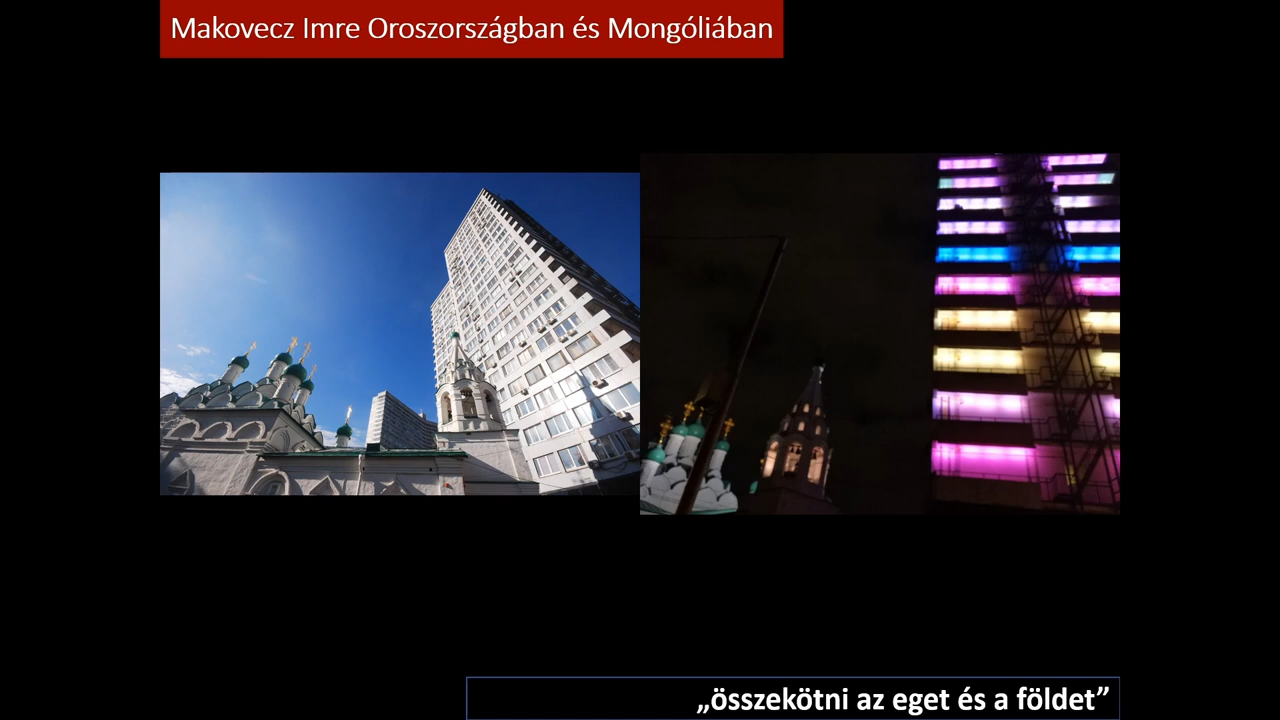 Makovecz Imre Oroszországban és Mongóliában
„összekötni az eget és a földet”